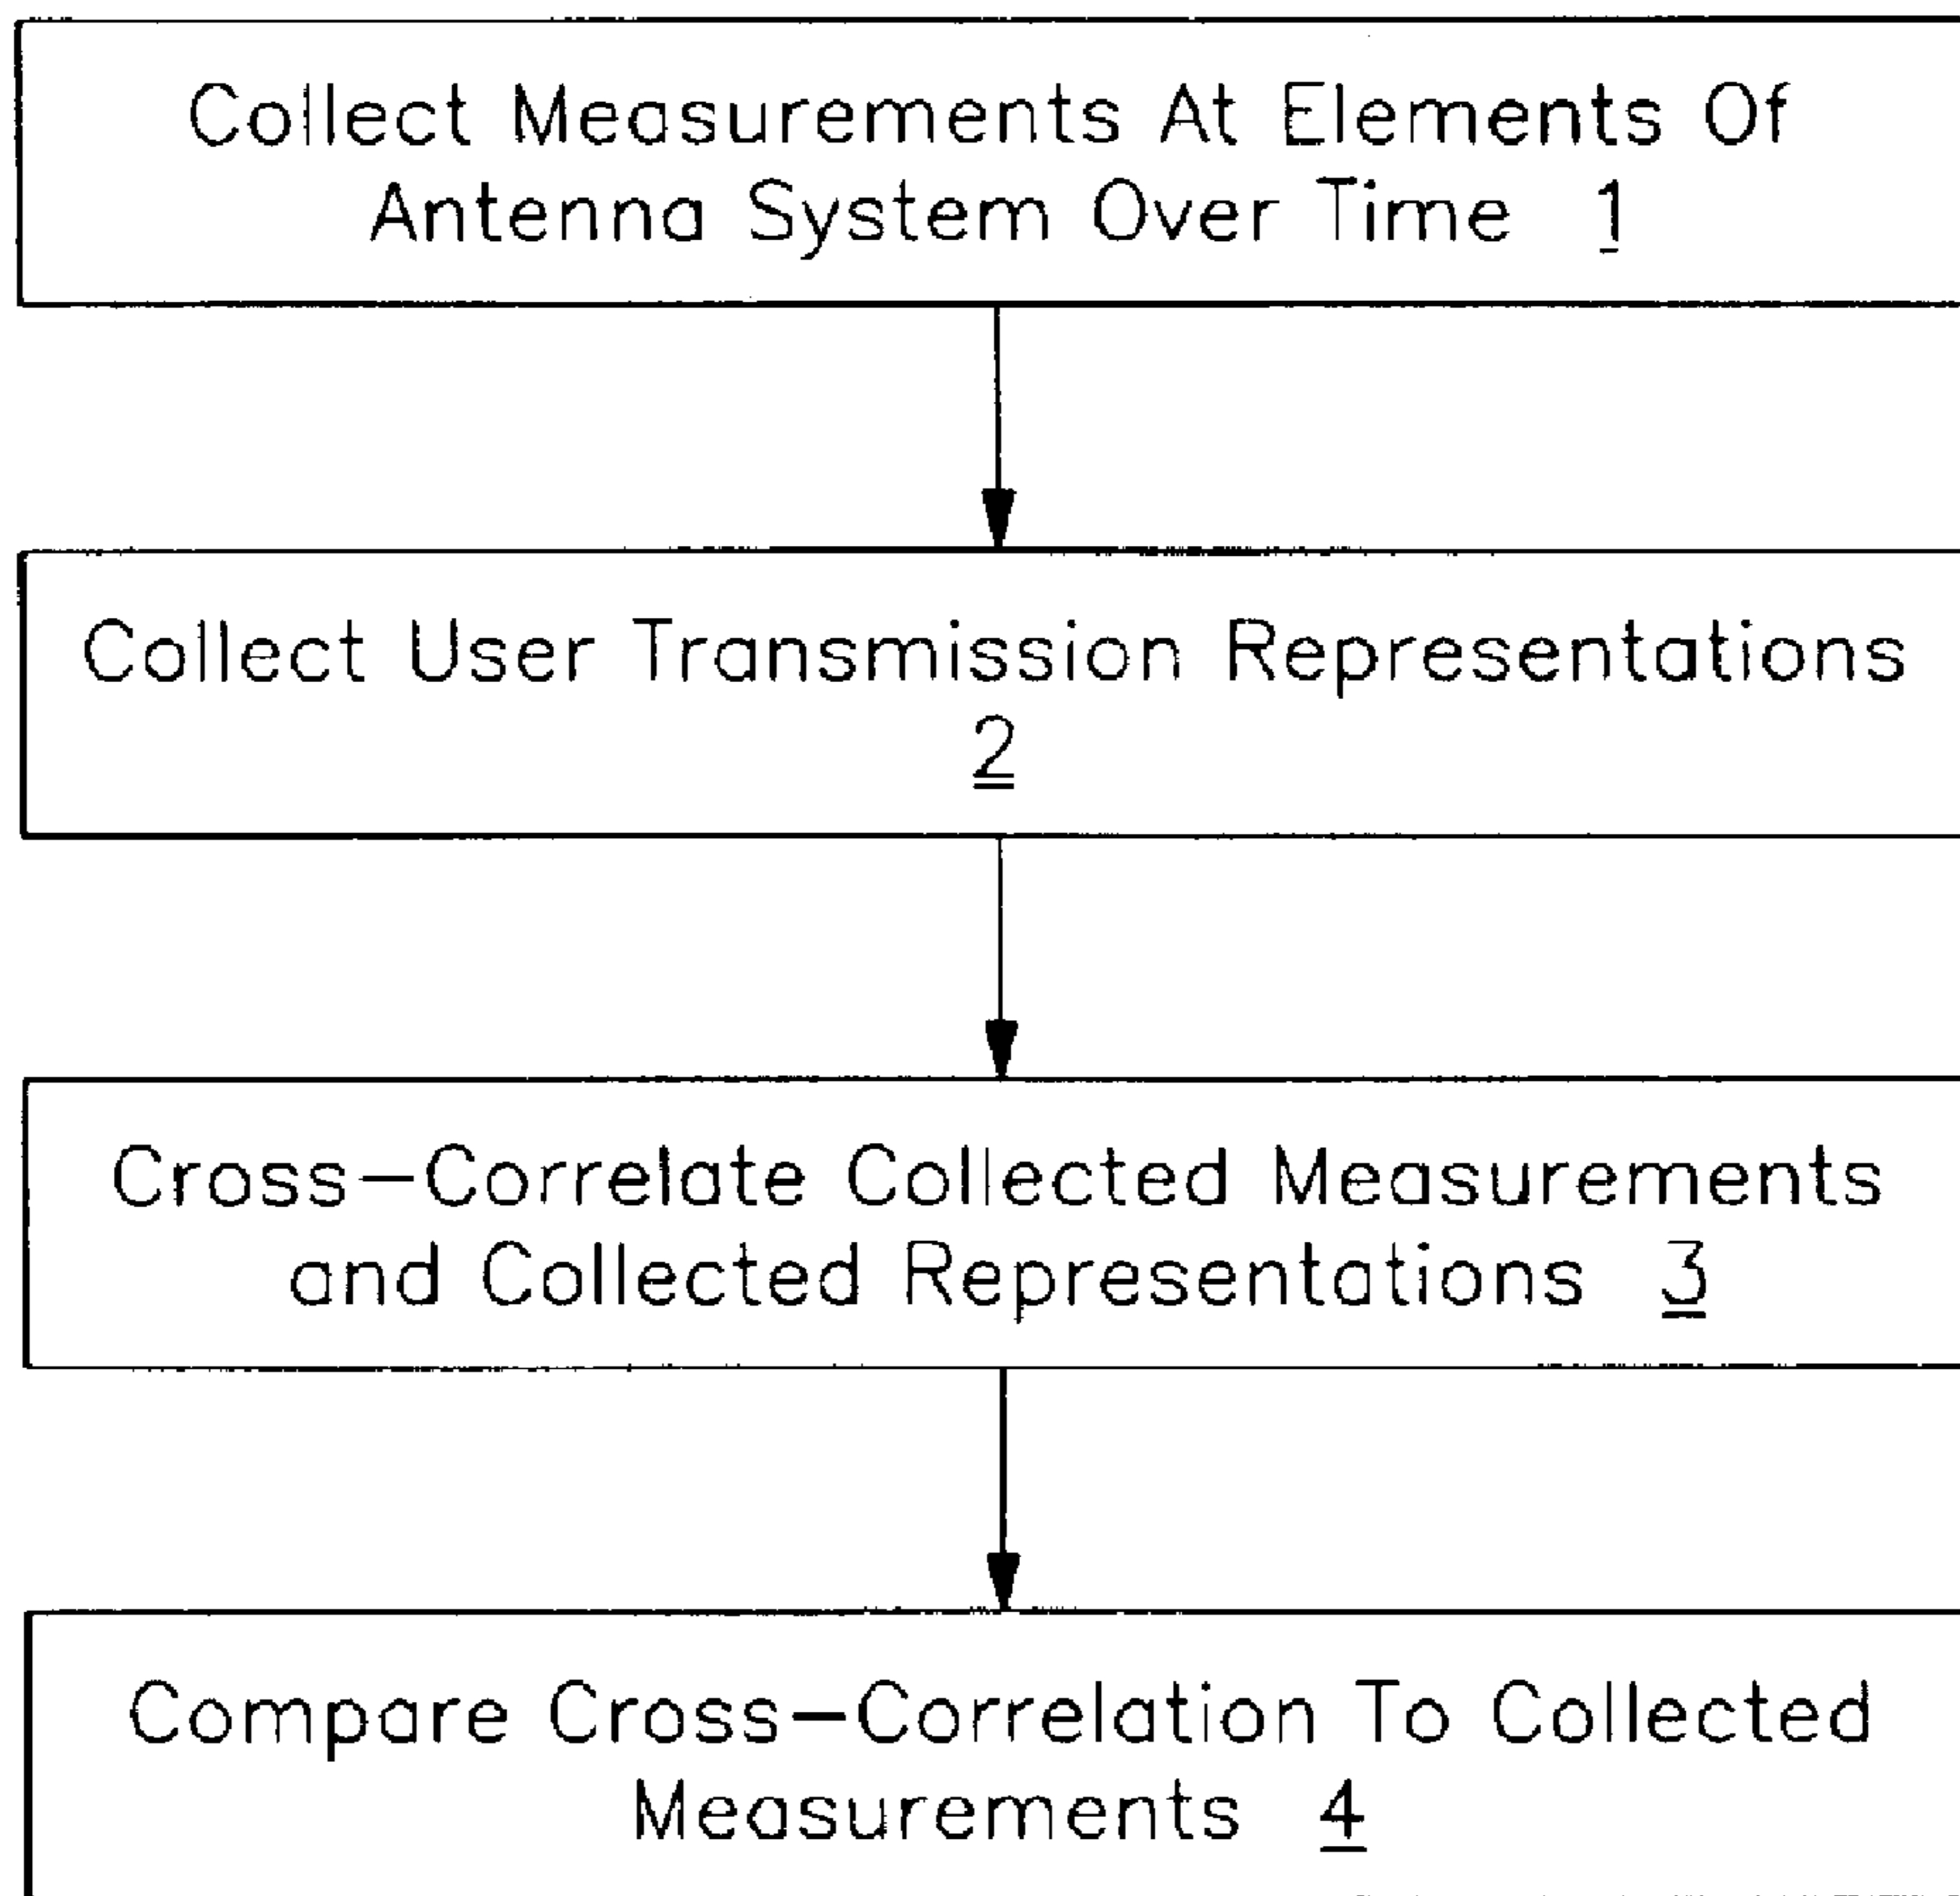 Collect Measurements At Elements Of
Antenna System Over Time 1
Collect User Transmission Representations
2
Cross-Correlate Collected Measurements
and Collected Representations 3
Compare Cross-Correlation To Collected
Measurements 4